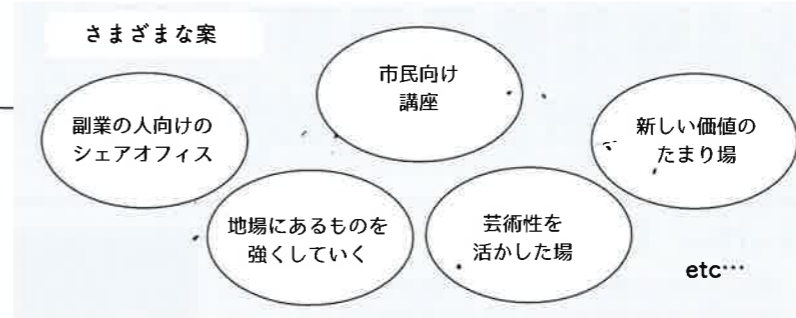 さまざまな案
市民向け
講座
副業の人向けの
シェアオフィス
新しい価値の
たまり場
地場にあるものを
強くしていく
芸術性を
活かした場
etc…